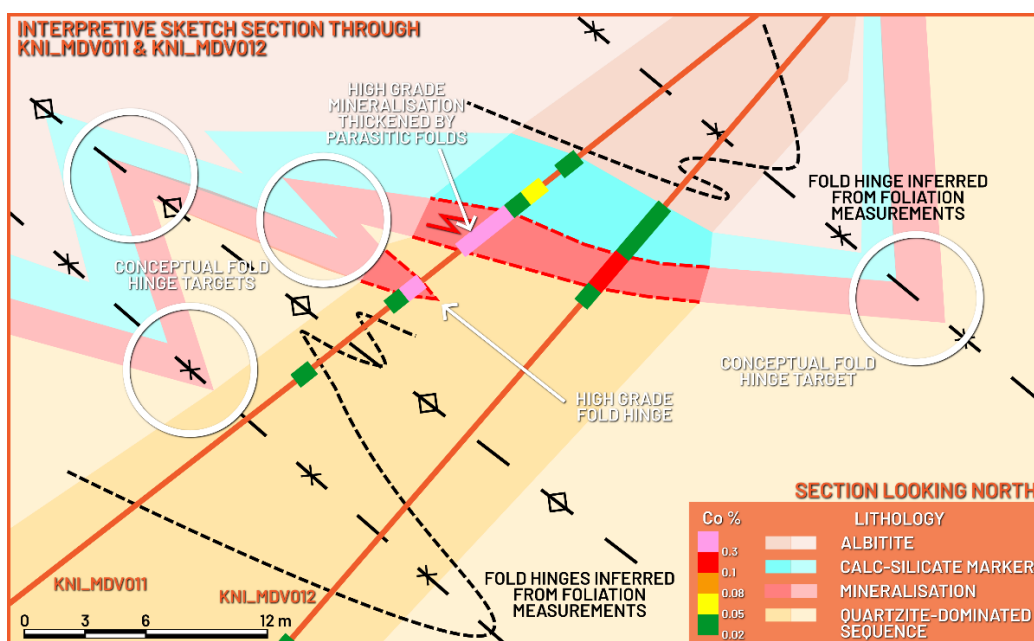 INTERPRETIVE SKETCH SECTION THROUGH
KNI_MDV011 & KNI_MDV012
HIGH GRADE
MINERALISATION
THICKENED BY
PARASITIC FOLDS
FOLD HINGE INFERRED
FROM FOLIATION
MEASUREMENTS
CONCEPTUAL FOLD
HINGE TARGETS
CONCEPTUAL FOLD
HINGE TARGET
HIGH GRADE
FOLD HINGE
SECTION LOOKING NORTH
Co %
LITHOLOGY
0.3
0.1
0.08
0.05
0.02
ALBITITE
CALC-SILICATE MARKER
MINERALISATION
QUARTZITE-DOMINATED
SEQUENCE
KNI_MDV011
KNI_MDV012
FOLD HINGES INFERRED
FROM FOLIATION
MEASUREMENTS
0 3 6 12 m